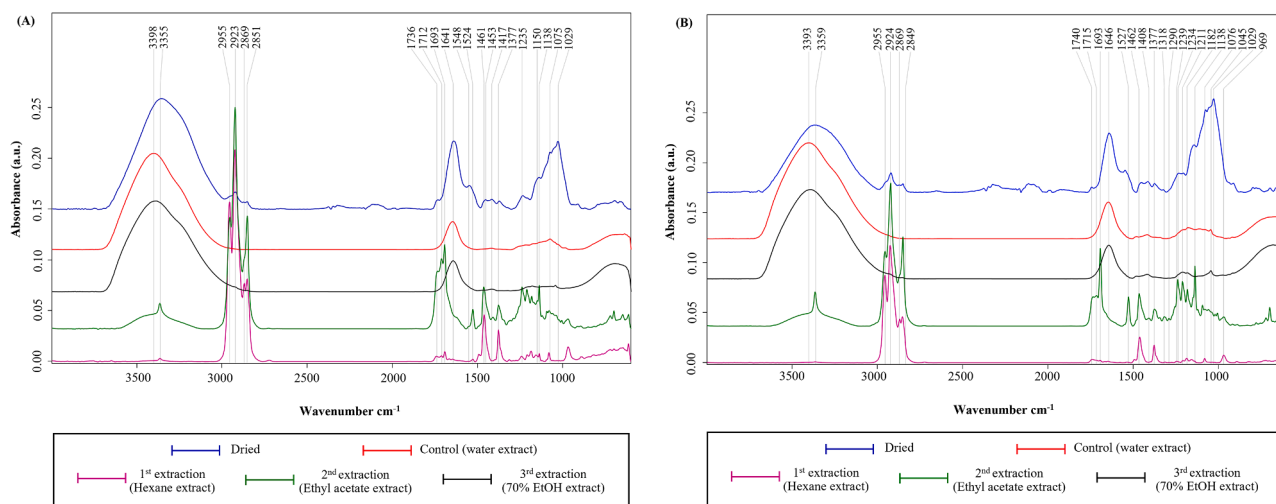 (A)
3398
3355
2955
2923
2869
2851
1736
1712
1693
1641
1548
1524
1461
1453
1417
1377
1235
1150
1138
1075
1029
Absorbance (a.u.)
0.25
0.20
0.15
0.10
0.05
0.00
3500 3000 2500 2000 1500 1000
Wavenumber cm⁻¹
Dried
Control (water extract)
1st extraction
(Hexane extract)
2nd extraction
(Ethyl acetate extract)
3rd extraction
(70% EtOH extract)
(B)
3393
3359
2955
2924
2869
2849
1740
1715
1693
1646
1527
1462
1408
1377
1318
1290
1239
1234
1211
1182
1138
1076
1045
1029
969
Absorbance (a.u.)
0.25
0.20
0.15
0.10
0.05
0.00
3500 3000 2500 2000 1500 1000
Wavenumber cm⁻¹
Dried
Control (water extract)
1st extraction
(Hexane extract)
2nd extraction
(Ethyl acetate extract)
3rd extraction
(70% EtOH extract)